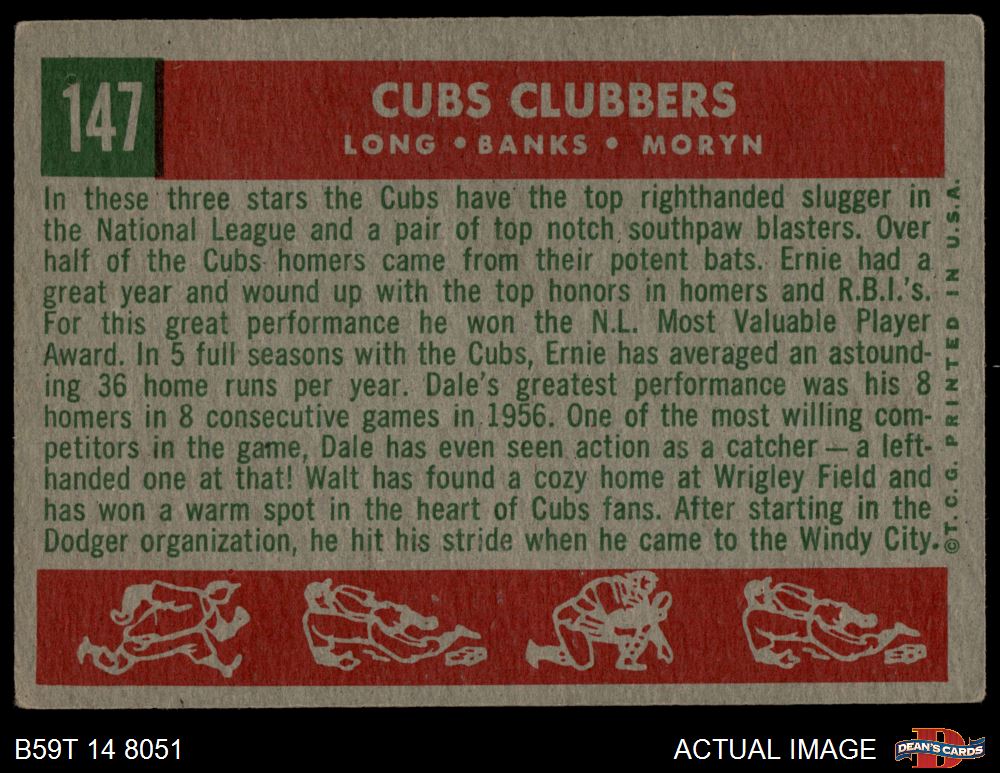 147
CUBS CLUBBERS
LONG • BANKS • MORYN
In these three stars the Cubs have the top righthanded slugger in
the National League and a pair of top notch southpaw blasters. Over
half of the Cubs homers came from their potent bats. Ernie had a
great year and wound up with the top honors in homers and R.B.I.'s.
For this great performance he won the N.L. Most Valuable Player
Award. In 5 full seasons with the Cubs, Ernie has averaged an astound-
ing 36 home runs per year. Dale's greatest performance was his 8
homers in 8 consecutive games in 1956. One of the most willing com-
petitors in the game, Dale has even seen action as a catcher — a left-
handed one at that! Walt has found a cozy home at Wrigley Field and
has won a warm spot in the heart of Cubs fans. After starting in the
Dodger organization, he hit his stride when he came to the Windy City.
©T. C. G. PRINTED IN U.S.A.
B59T 14 8051
ACTUAL IMAGE
D
DEAN'S CARDS